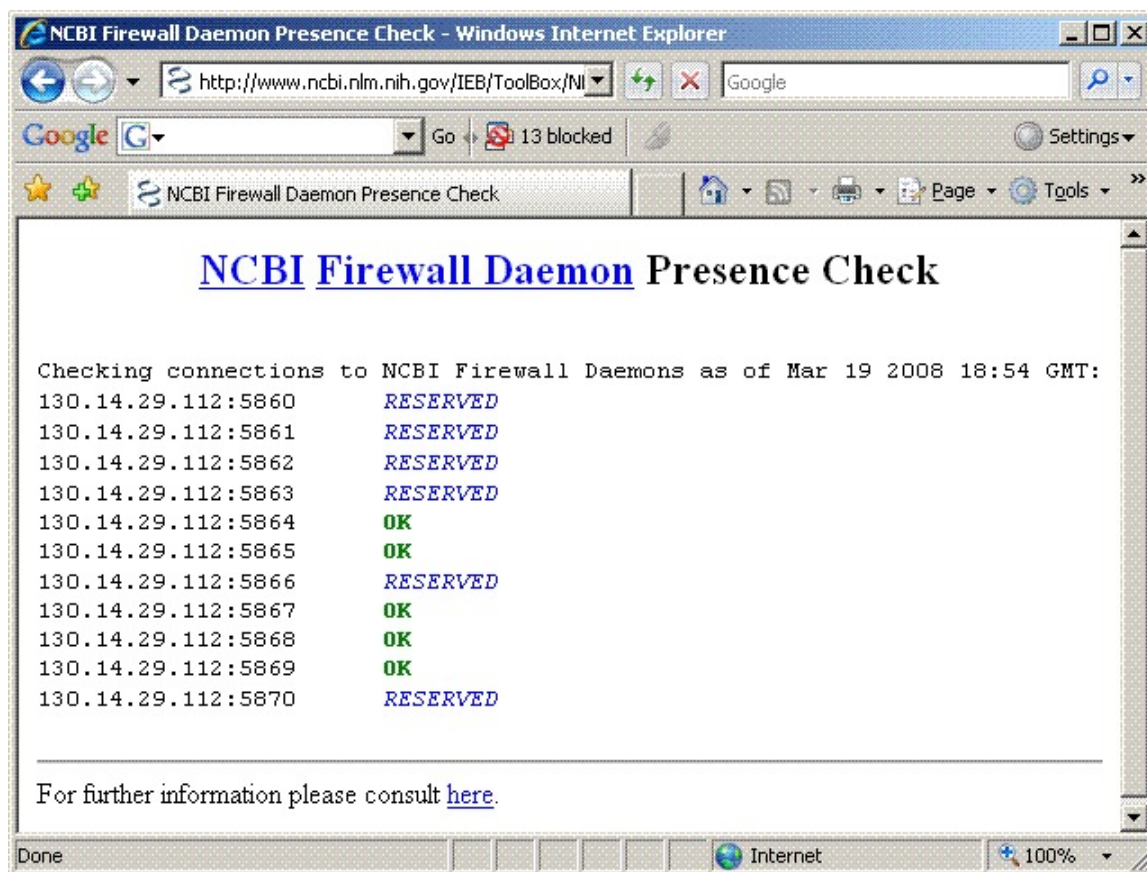 NCBI Firewall Daemon Presence Check - Windows Internet Explorer
http://www.ncbi.nlm.nih.gov/IEB/ToolBox/NI Google
Google G Go 13 blocked Settings
NCBI Firewall Daemon Presence Check Page Tools »
NCBI Firewall Daemon Presence Check
Checking connections to NCBI Firewall Daemons as of Mar 19 2008 18:54 GMT:
130.14.29.112:5860 RESERVED
130.14.29.112:5861 RESERVED
130.14.29.112:5862 RESERVED
130.14.29.112:5863 RESERVED
130.14.29.112:5864 OK
130.14.29.112:5865 OK
130.14.29.112:5866 RESERVED
130.14.29.112:5867 OK
130.14.29.112:5868 OK
130.14.29.112:5869 OK
130.14.29.112:5870 RESERVED
For further information please consult here.
Done Internet 100%